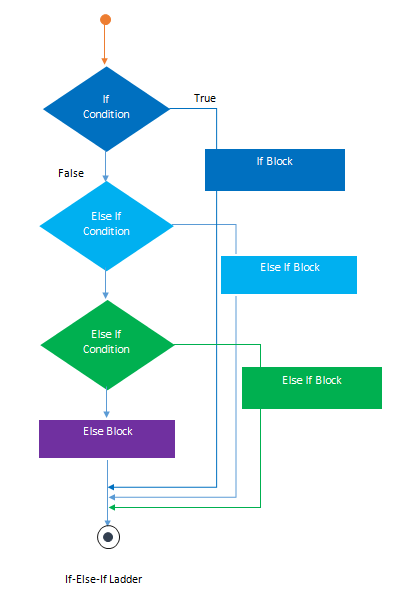 If
Condition
True
If Block
False
Else If
Condition
Else If Block
Else If
Condition
Else If Block
Else Block
If-Else-If Ladder